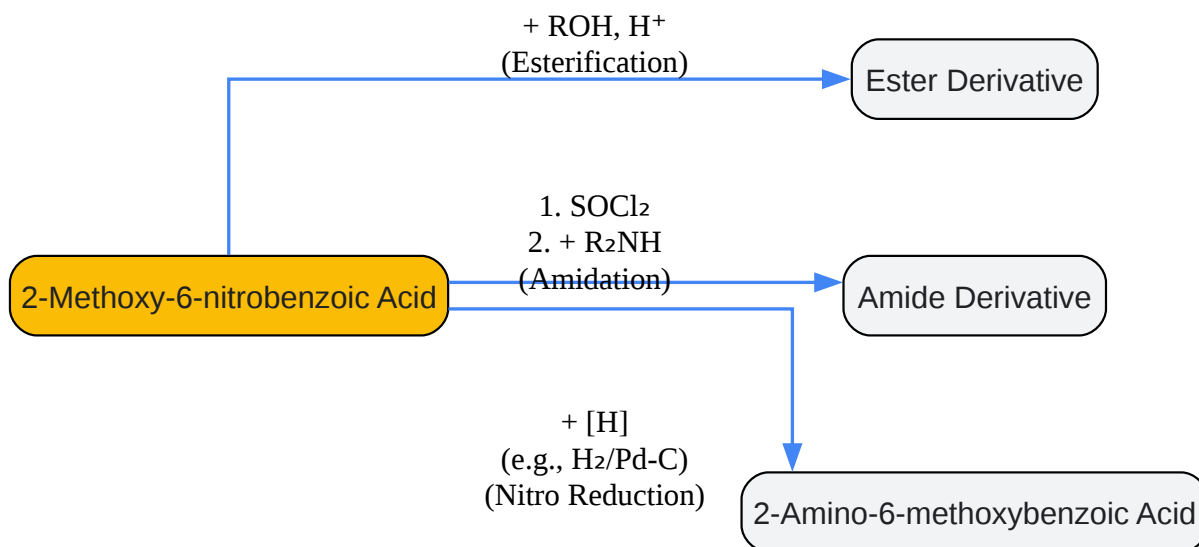 + ROH, H⁺
(Esterification)
Ester Derivative
1. SOCl₂
2. + R₂NH
(Amidation)
2-Methoxy-6-nitrobenzoic Acid
Amide Derivative
+ [H]
(e.g., H₂/Pd-C)
(Nitro Reduction)
2-Amino-6-methoxybenzoic Acid